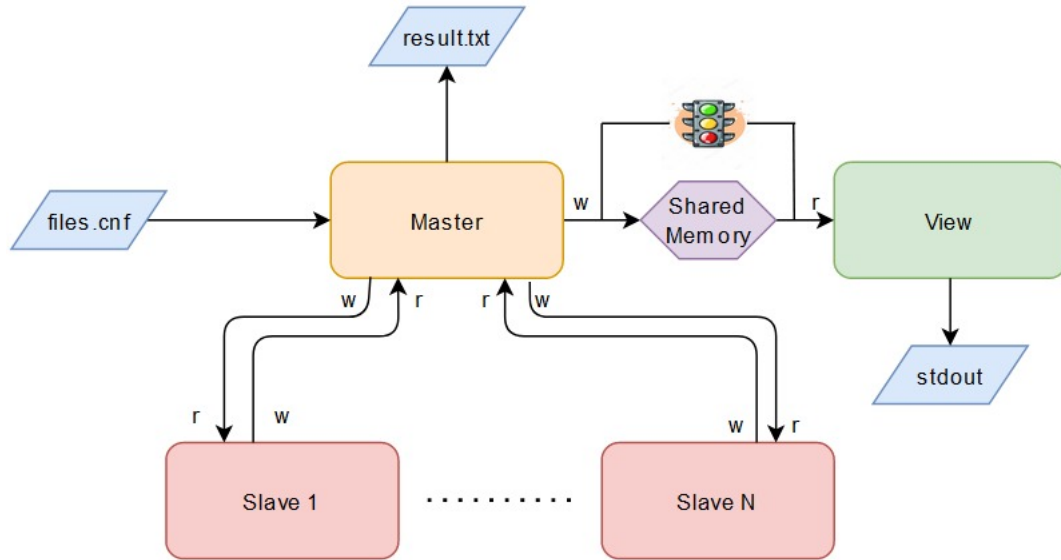 result.txt
files.cnf
Master
w
Shared
Memory
r
View
w
r
r
w
stdout
r
w
w
r
Slave 1
Slave N